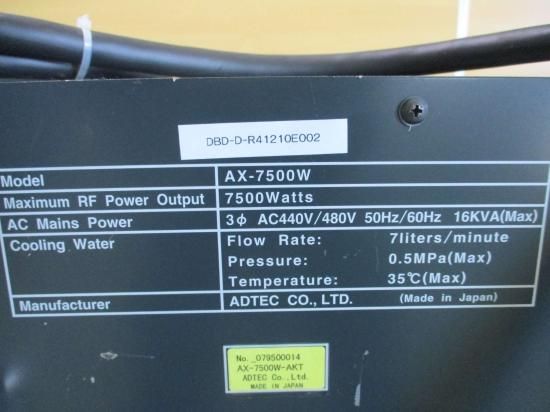 DBD-D-R41210E002
Model AX-7500W
Maximum RF Power Output 7500Watts
AC Mains Power 3φ AC440V/480V 50Hz/60Hz 16KVA(Max)
Cooling Water Flow Rate: 7liters/minute
Pressure: 0.5MPa(Max)
Temperature: 35℃(Max)
Manufacturer ADTEC CO., LTD. (Made in Japan)
No. 079500014
AX-7500W-AKT
ADTEC Co., Ltd.
MADE IN JAPAN